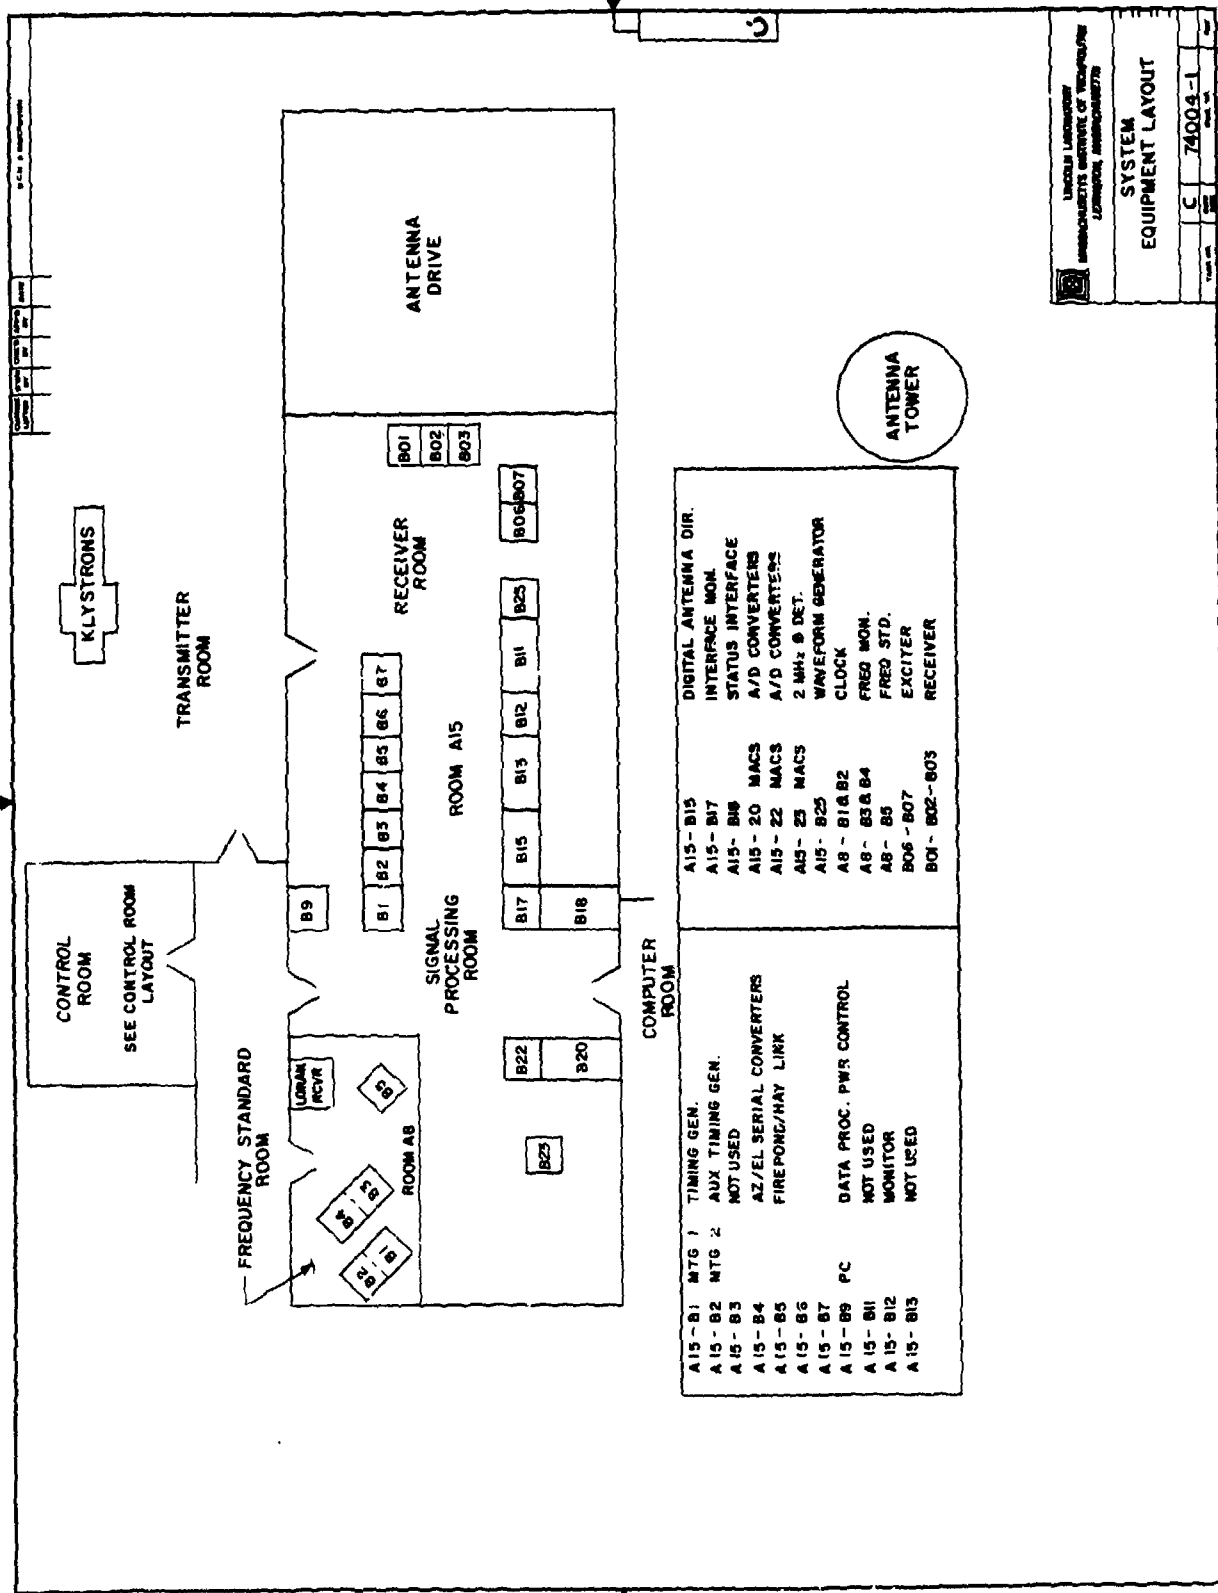 KLYSTRONS
TRANSMITTER
ROOM
CONTROL
ROOM
SEE CONTROL ROOM
LAYOUT
FREQUENCY STANDARD
ROOM
LORAN
RCVR
B5
B4
B3
B2
B1
ROOM A8
B9
B1
B2
B3
B4
B5
B6
B7
RECEIVER
ROOM
ROOM A15
SIGNAL
PROCESSING
ROOM
ANTENNA
DRIVE
B01
B02
B03
B06
B07
B25
B11
B12
B13
B15
B17
B18
B22
B20
B23
COMPUTER
ROOM
ANTENNA
TOWER
A15-B1 MTG 1 TIMING GEN.
A15-B2 MTG 2 AUX TIMING GEN.
A15-B3 NOT USED
A15-B4 AZ/EL SERIAL CONVERTERS
A15-B5 FIREPOND/HAY LINK
A15-B6
A15-B7
A15-B9 PC DATA PROC. PWR CONTROL
A15-B11 NOT USED
A15-B12 MONITOR
A15-B13 NOT USED
A15-B15 DIGITAL ANTENNA DIR.
A15-B17 INTERFACE MON.
A15-B18 STATUS INTERFACE
A15-20 MACS A/D CONVERTERS
A15-22 MACS A/D CONVERTERS
A15-23 MACS 2 MHz Ø DET.
A15-B25 WAVEFORM GENERATOR
A8-B1&B2 CLOCK
A8-B3&B4 FREQ MON.
A8-B5 FREQ STD.
B06-B07 EXCITER
B01-B02-B03 RECEIVER
LINCOLN LABORATORY
MASSACHUSETTS INSTITUTE OF TECHNOLOGY
LEXINGTON, MASSACHUSETTS
SYSTEM
EQUIPMENT LAYOUT
C 74004-1